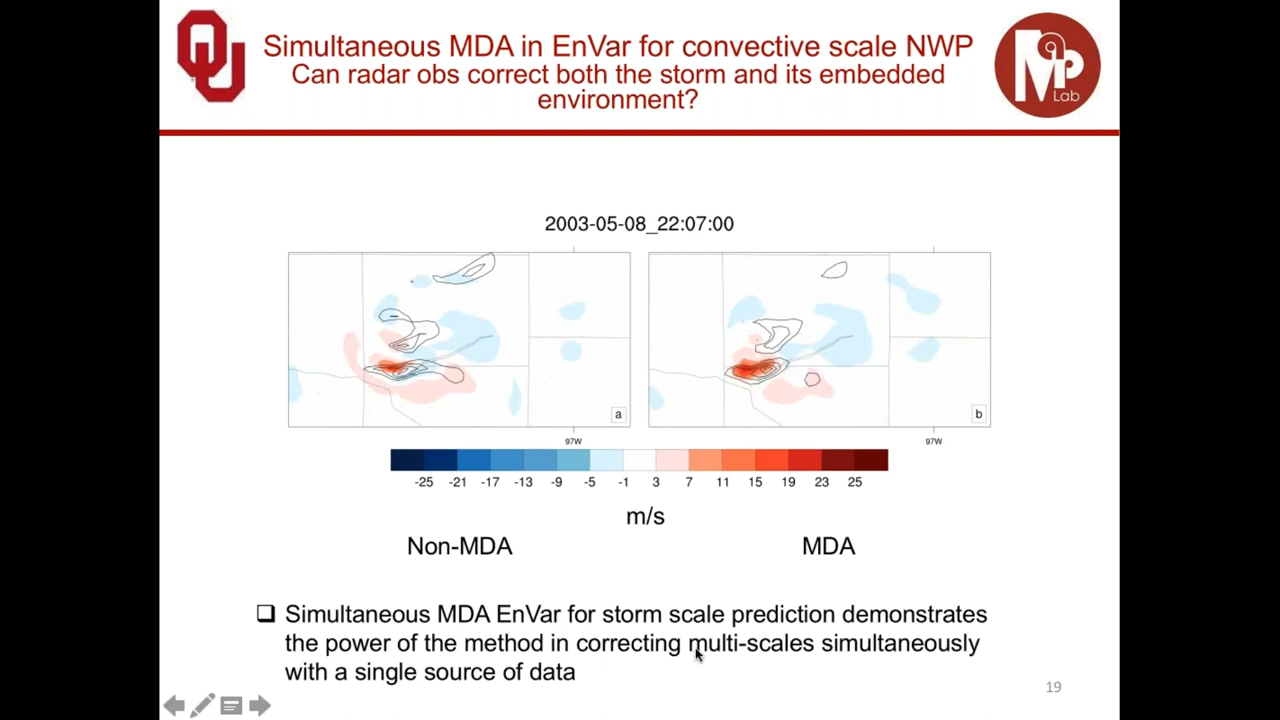 Simultaneous MDA in EnVar for convective scale NWP
Can radar obs correct both the storm and its embedded
environment?
Map Lab
2003-05-08_22:07:00
a
b
97W
97W
-25 -21 -17 -13 -9 -5 -1 3 7 11 15 19 23 25
m/s
Non-MDA
MDA
Simultaneous MDA EnVar for storm scale prediction demonstrates
the power of the method in correcting multi-scales simultaneously
with a single source of data
19